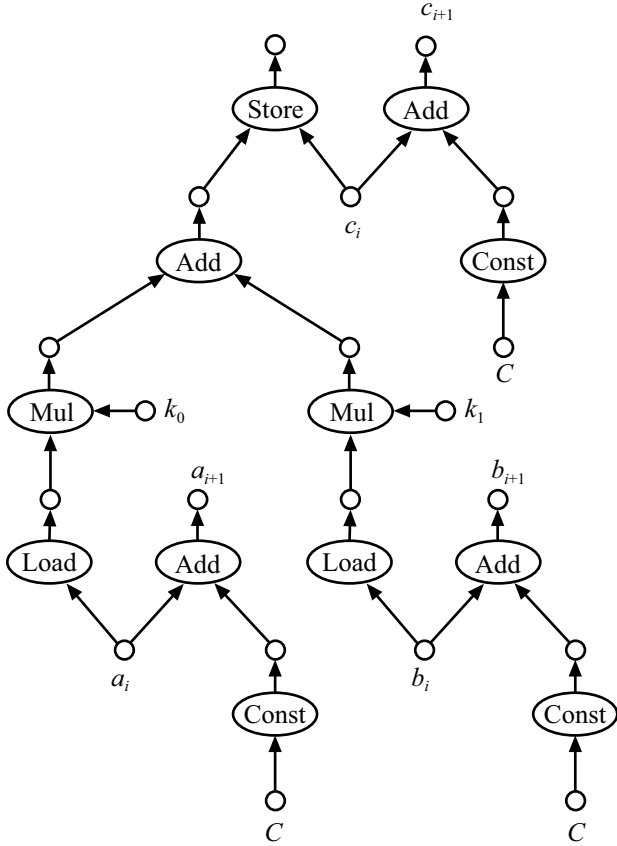 c_{i+1}
Store Add
c_i
Add Const
C
Mul k_0 Mul k_1
a_{i+1} b_{i+1}
Load Add Load Add
a_i b_i
Const Const
C C